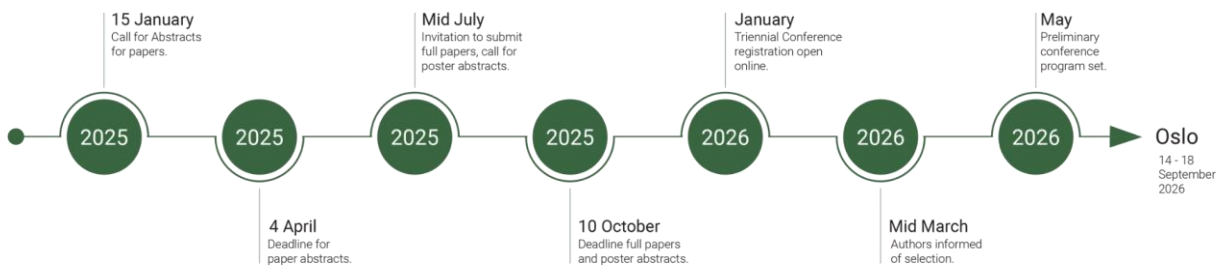 15 January
Call for Abstracts
for papers.
2025
4 April
Deadline for
paper abstracts.
2025
Mid July
Invitation to submit
full papers, call for
poster abstracts.
2025
10 October
Deadline full papers
and poster abstracts.
2025
January
Triennial Conference
registration open
online.
2026
Mid March
Authors informed
of selection.
2026
May
Preliminary
conference
program set.
2026
Oslo
14 - 18
September
2026